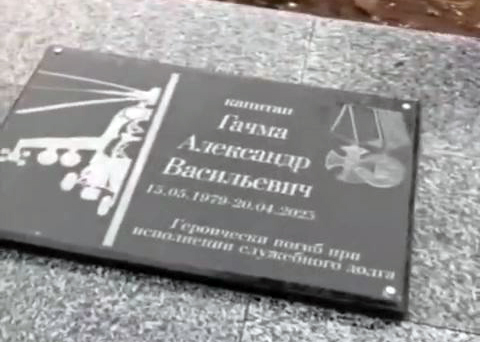 капитан
Гачма
Александр
Васильевич
15.05.1979-20.04.2023
Героически погиб при
исполнении служебного долга